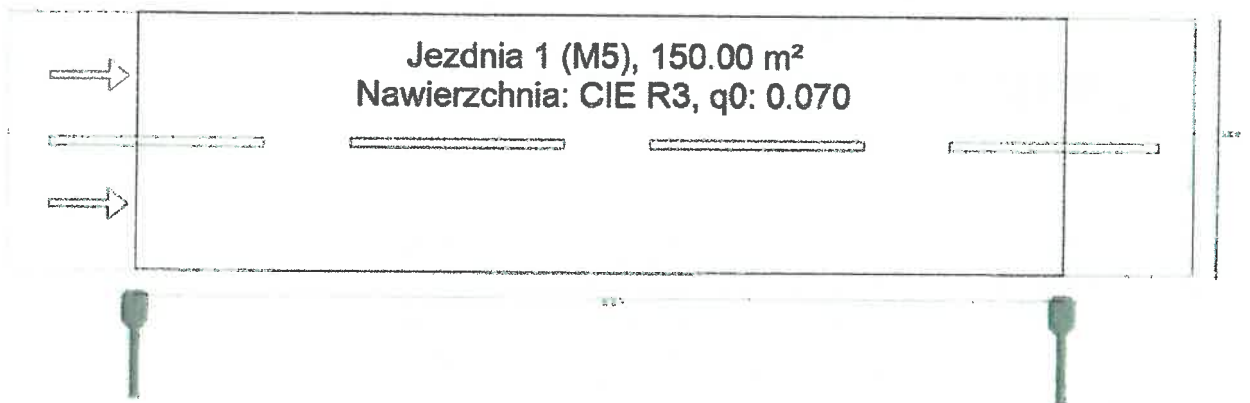 Jezdnia 1 (M5), 150.00 m²
Nawierzchnia: CIE R3, q0: 0.070